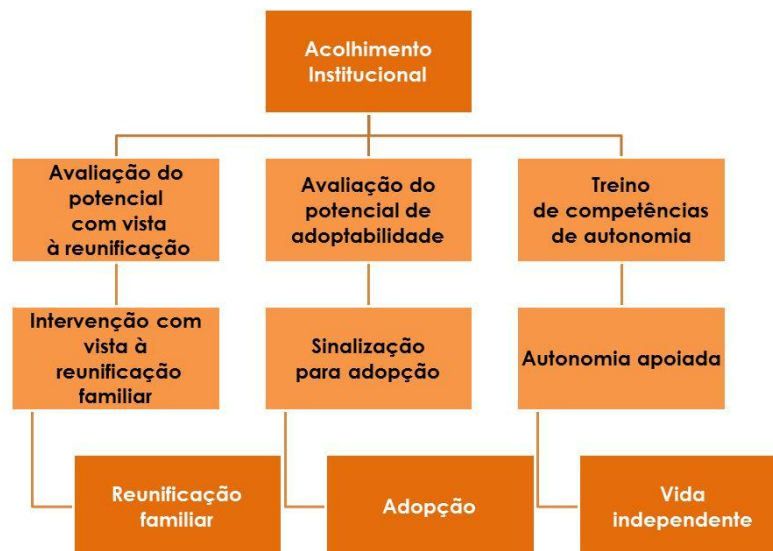 Acolhimento
Institucional
Avaliação do
potencial
com vista
à reunificação
Avaliação do
potencial de
adoptabilidade
Treino
de competências
de autonomia
Intervenção com
vista à
reunificação
familiar
Sinalização
para adopção
Autonomia apoiada
Reunificação
familiar
Adopção
Vida
independente